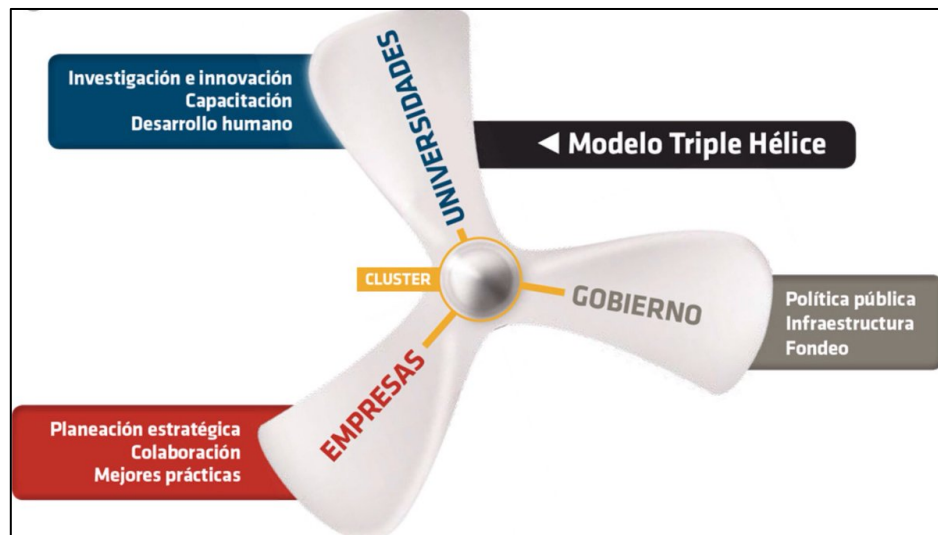 Investigación e innovación
Capacitación
Desarrollo humano
UNIVERSIDADES
◀ Modelo Triple Hélice
CLUSTER
GOBIERNO
Política pública
Infraestructura
Fondeo
EMPRESAS
Planeación estratégica
Colaboración
Mejores prácticas